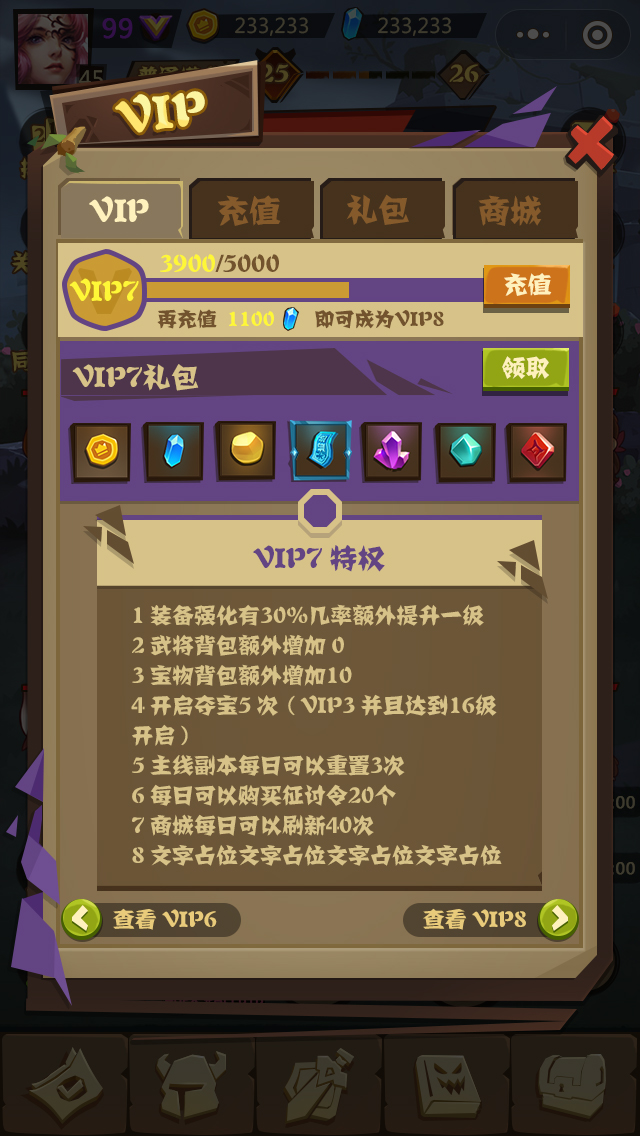 99
233,233
233,233
45
25
26
VIP
VIP
充值
礼包
商城
3900/5000
VIP7
充值
再充值 1100 即可成为VIP8
VIP7礼包
领取
VIP7 特权
1 装备强化有30%几率额外提升一级
2 武将背包额外增加 0
3 宝物背包额外增加10
4 开启夺宝5 次（ VIP3 并且达到16级
开启 ）
5 主线副本每日可以重置3次
6 每日可以购买征讨令20个
7 商城每日可以刷新40次
8 文字占位文字占位文字占位文字占位
:00
:00
查看 VIP6
查看 VIP8